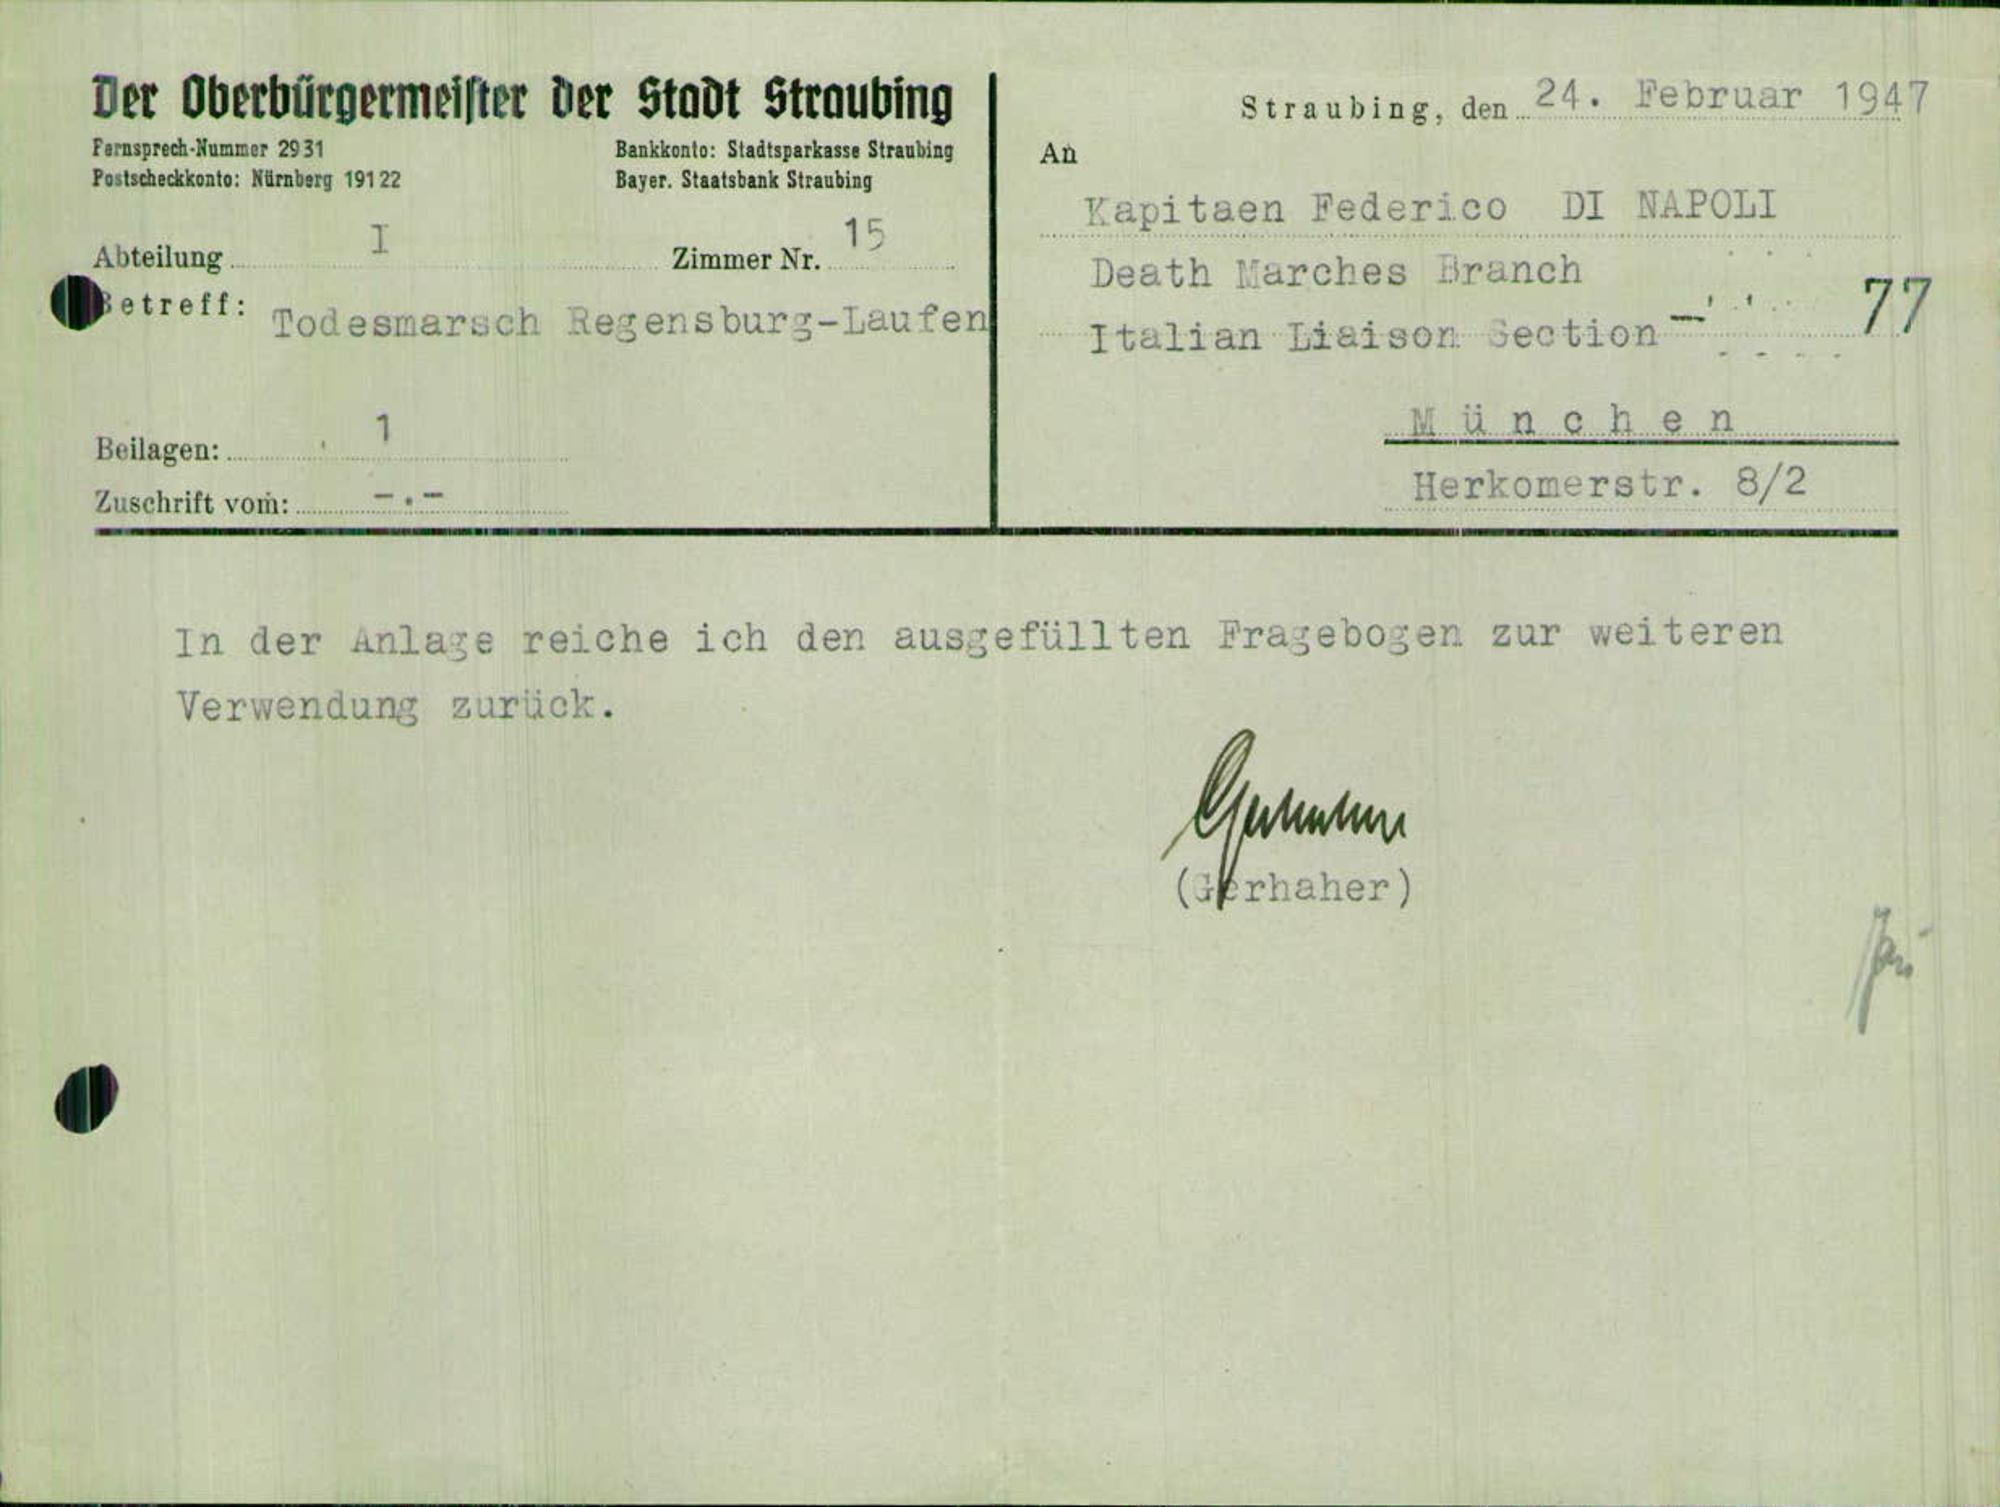 Der Oberbürgermeister der Stadt Straubing
Fernsprech-Nummer 2931
Postscheckkonto: Nürnberg 19122
Bankkonto: Stadtsparkasse Straubing
Bayer. Staatsbank Straubing
Abteilung I Zimmer Nr. 15
Betreff: Todesmarsch Regensburg-Laufen
Beilagen: 1
Zuschrift vom: -.-
Straubing, den 24. Februar 1947
An
Kapitaen Federico DI NAPOLI
Death Marches Branch
Italian Liaison Section
77
München
Herkomerstr. 8/2
In der Anlage reiche ich den ausgefüllten Fragebogen zur weiteren
Verwendung zurück.
(Gerhaher)